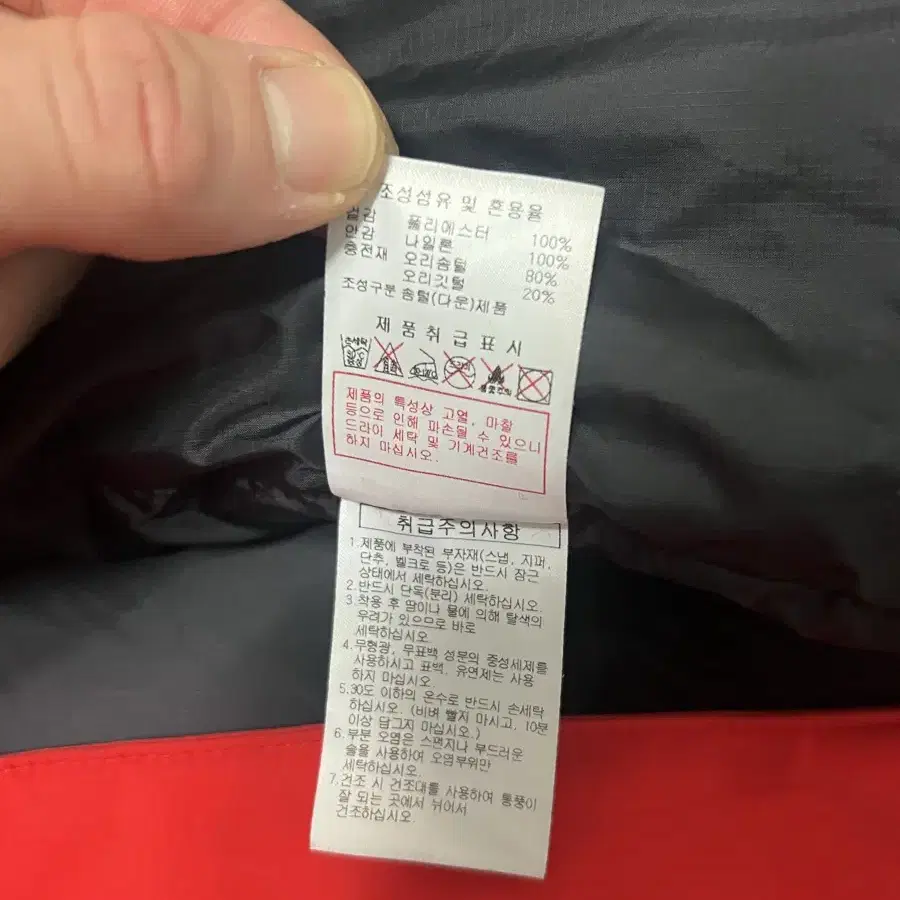 조성섬유 및 혼용율
겉감 폴리에스터 100%
안감 나일론 100%
충전재 오리솜털 80%
오리깃털 20%
조성구분 솜털(다운)제품
제품취급표시
손세탁
드라이
제품의 특성상 고열, 마찰
등으로 인해 파손될 수 있으니
드라이 세탁 및 기계건조를
하지 마십시오.
취급주의사항
1.제품에 부착된 부자재(스냅, 지퍼,
단추, 벨크로 등)은 반드시 잠근
상태에서 세탁하십시오.
2.반드시 단독(분리) 세탁하십시오.
3.착용 후 땀이나 물에 의해 탈색의
우려가 있으므로 바로
세탁하십시오.
4.무형광, 무표백 성분의 중성세제를
사용하시고 표백, 유연제는 사용
하지 마십시오.
5.30도 이하의 온수로 반드시 손세탁
하십시오. (비벼 빨지 마시고, 10분
이상 담그지 마십시오.)
6.부분 오염은 스펀지나 부드러운
솔을 사용하여 오염부위만
세탁하십시오.
7.건조 시 건조대를 사용하여 통풍이
잘 되는 곳에서 뉘어서
건조하십시오.